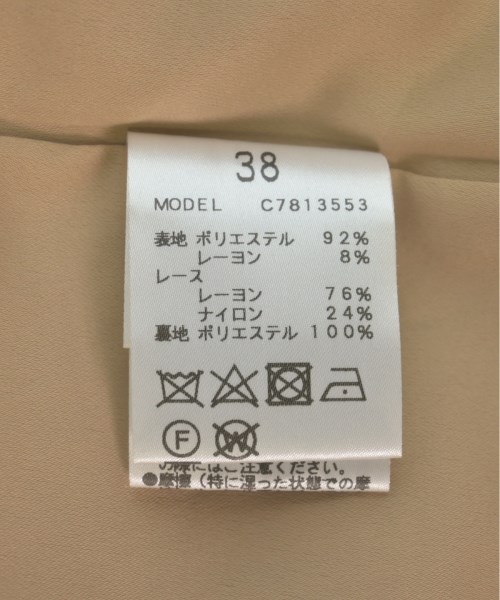 38
MODEL C7813553
表地 ポリエステル 92%
レーヨン 8%
レース
レーヨン 76%
ナイロン 24%
裏地 ポリエステル 100%
F W
の際にはご注意ください。
●摩擦(特に湿った状態での摩